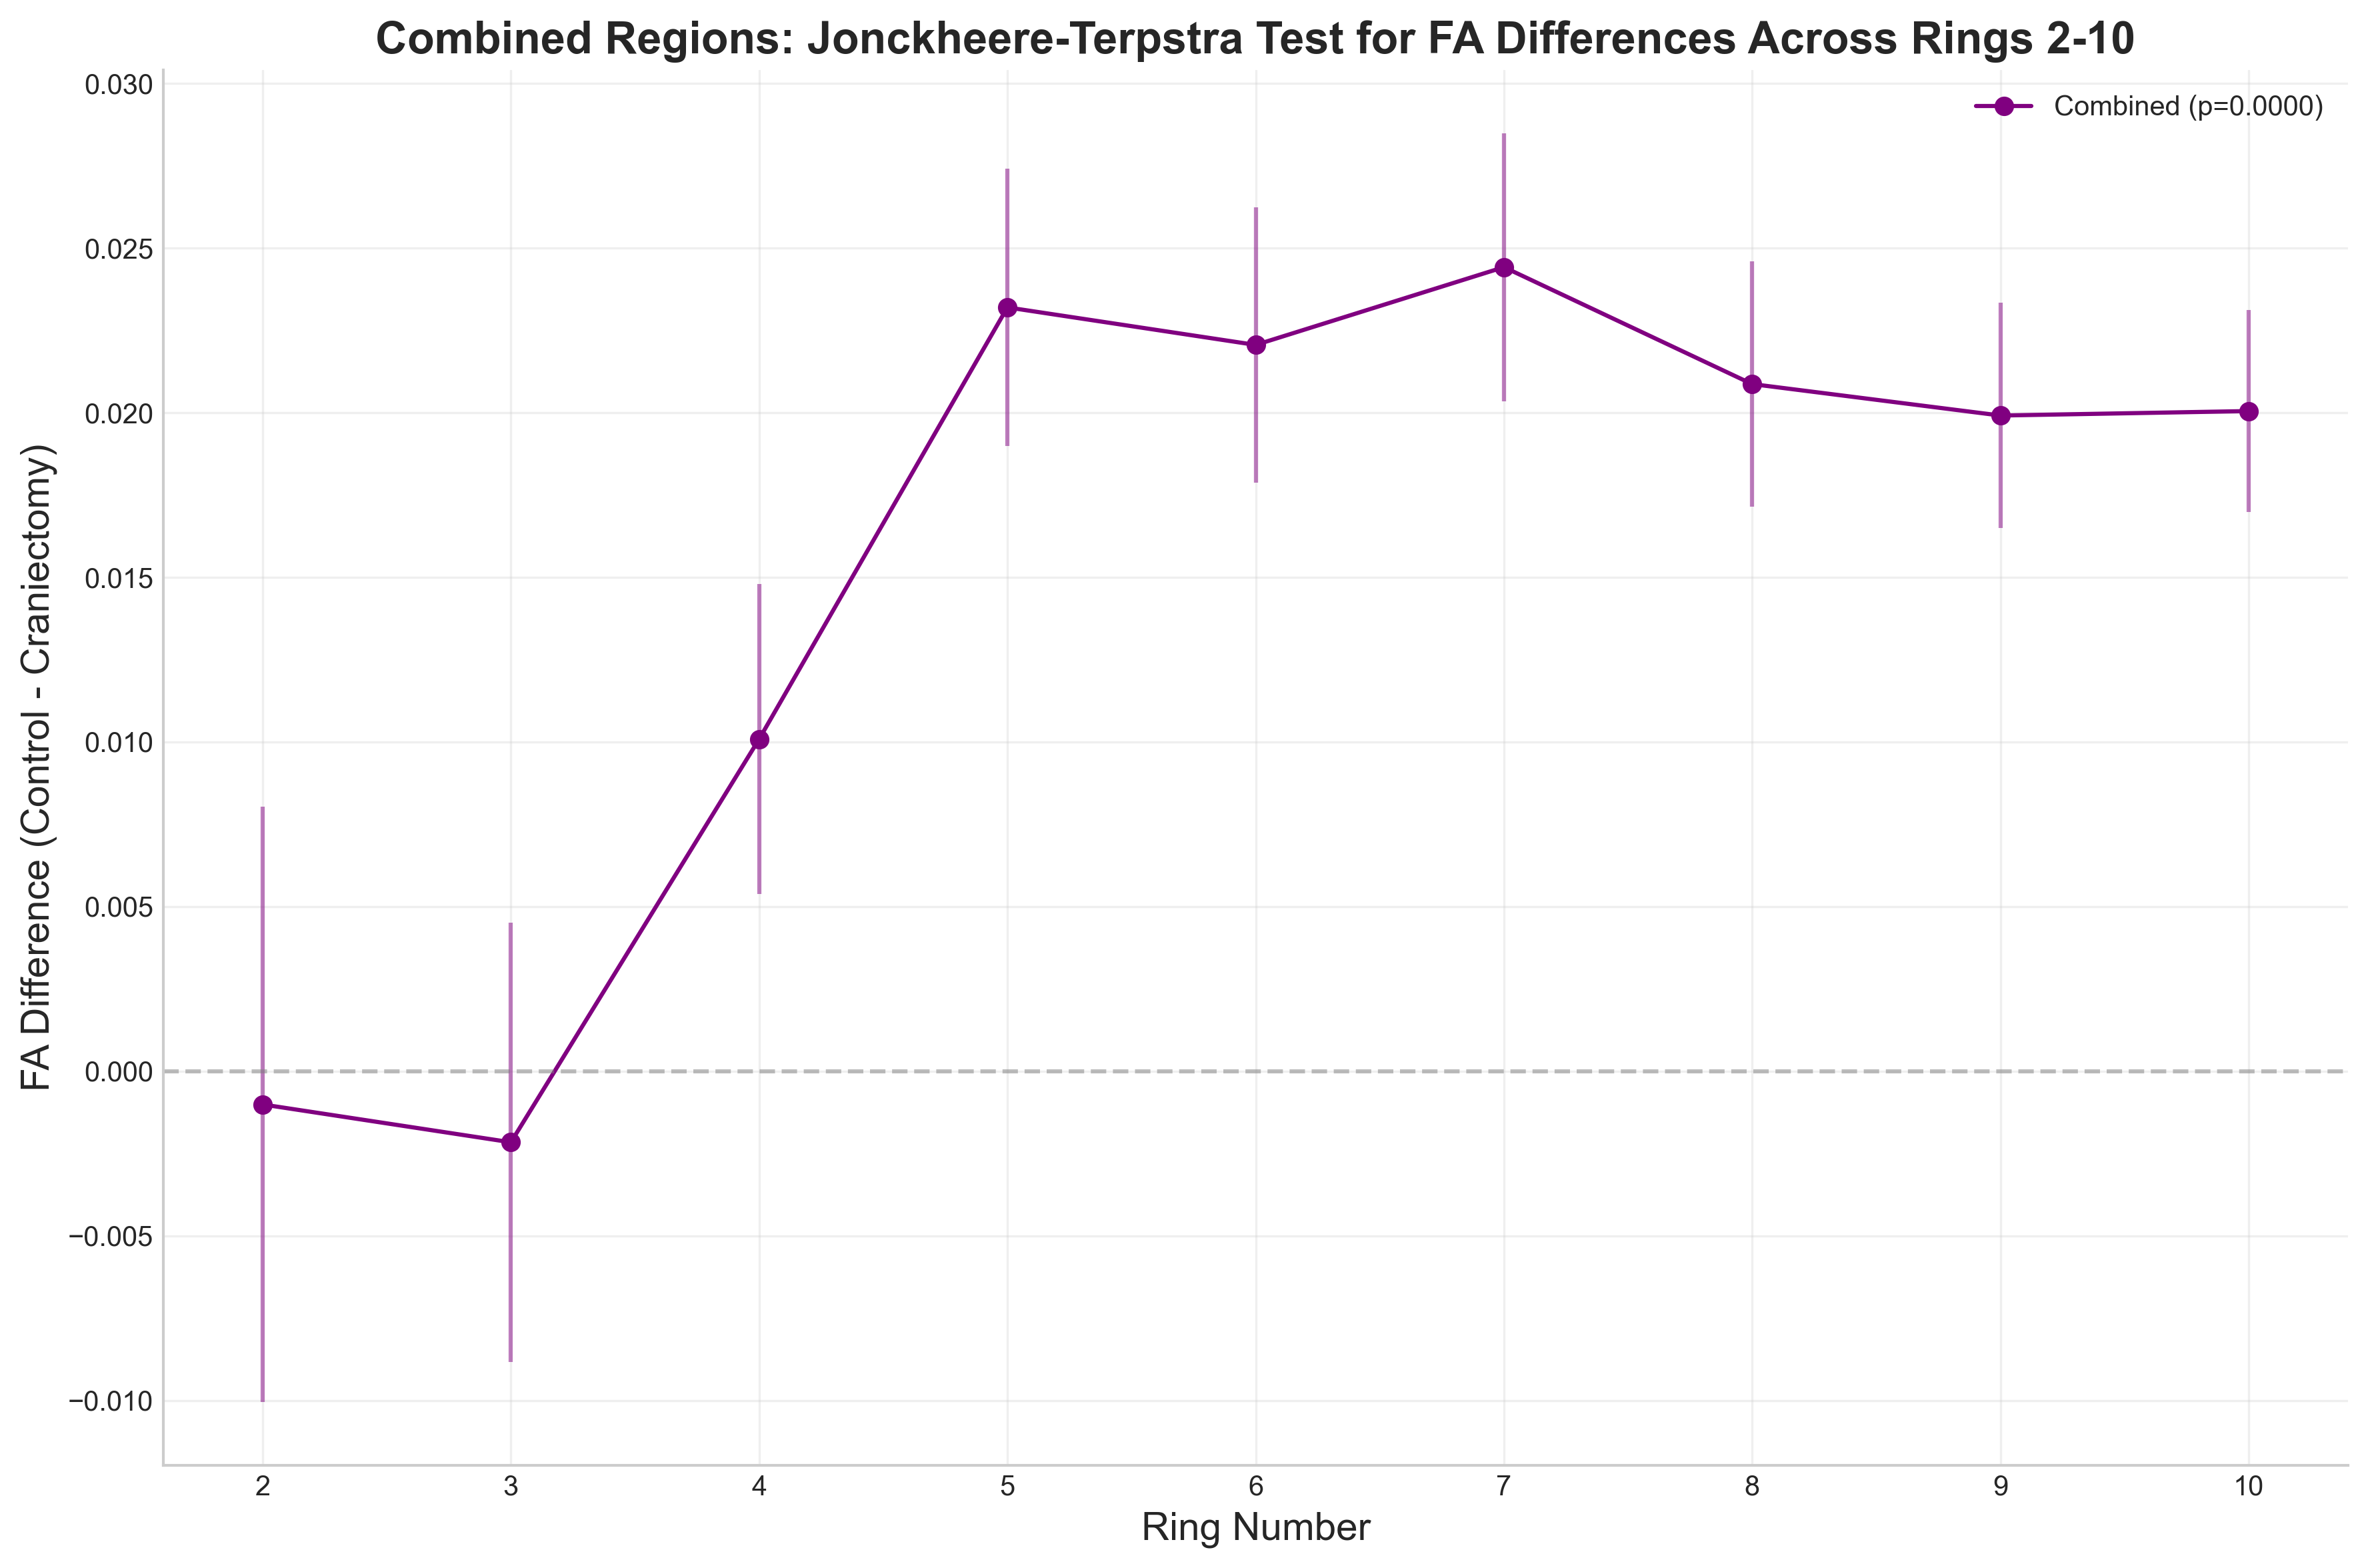 Combined Regions: Jonckheere-Terpstra Test for FA Differences Across Rings 2-10
Combined (p=0.0000)
FA Difference (Control - Craniectomy)
0.030
0.025
0.020
0.015
0.010
0.005
0.000
−0.005
−0.010
2 3 4 5 6 7 8 9 10
Ring Number